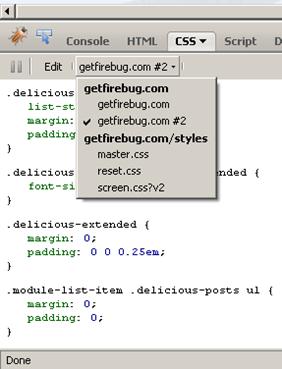 Console HTML CSS Script D
Edit getfirebug.com #2
getfirebug.com
getfirebug.com
getfirebug.com #2
getfirebug.com/styles
master.css
reset.css
screen.css?v2
.delicious
list-st
margin:
padding
}
.delicious ended {
font-si
}
.delicious-extended {
margin: 0;
padding: 0 0 0.25em;
}
.module-list-item .delicious-posts ul {
margin: 0;
padding: 0;
}
Done